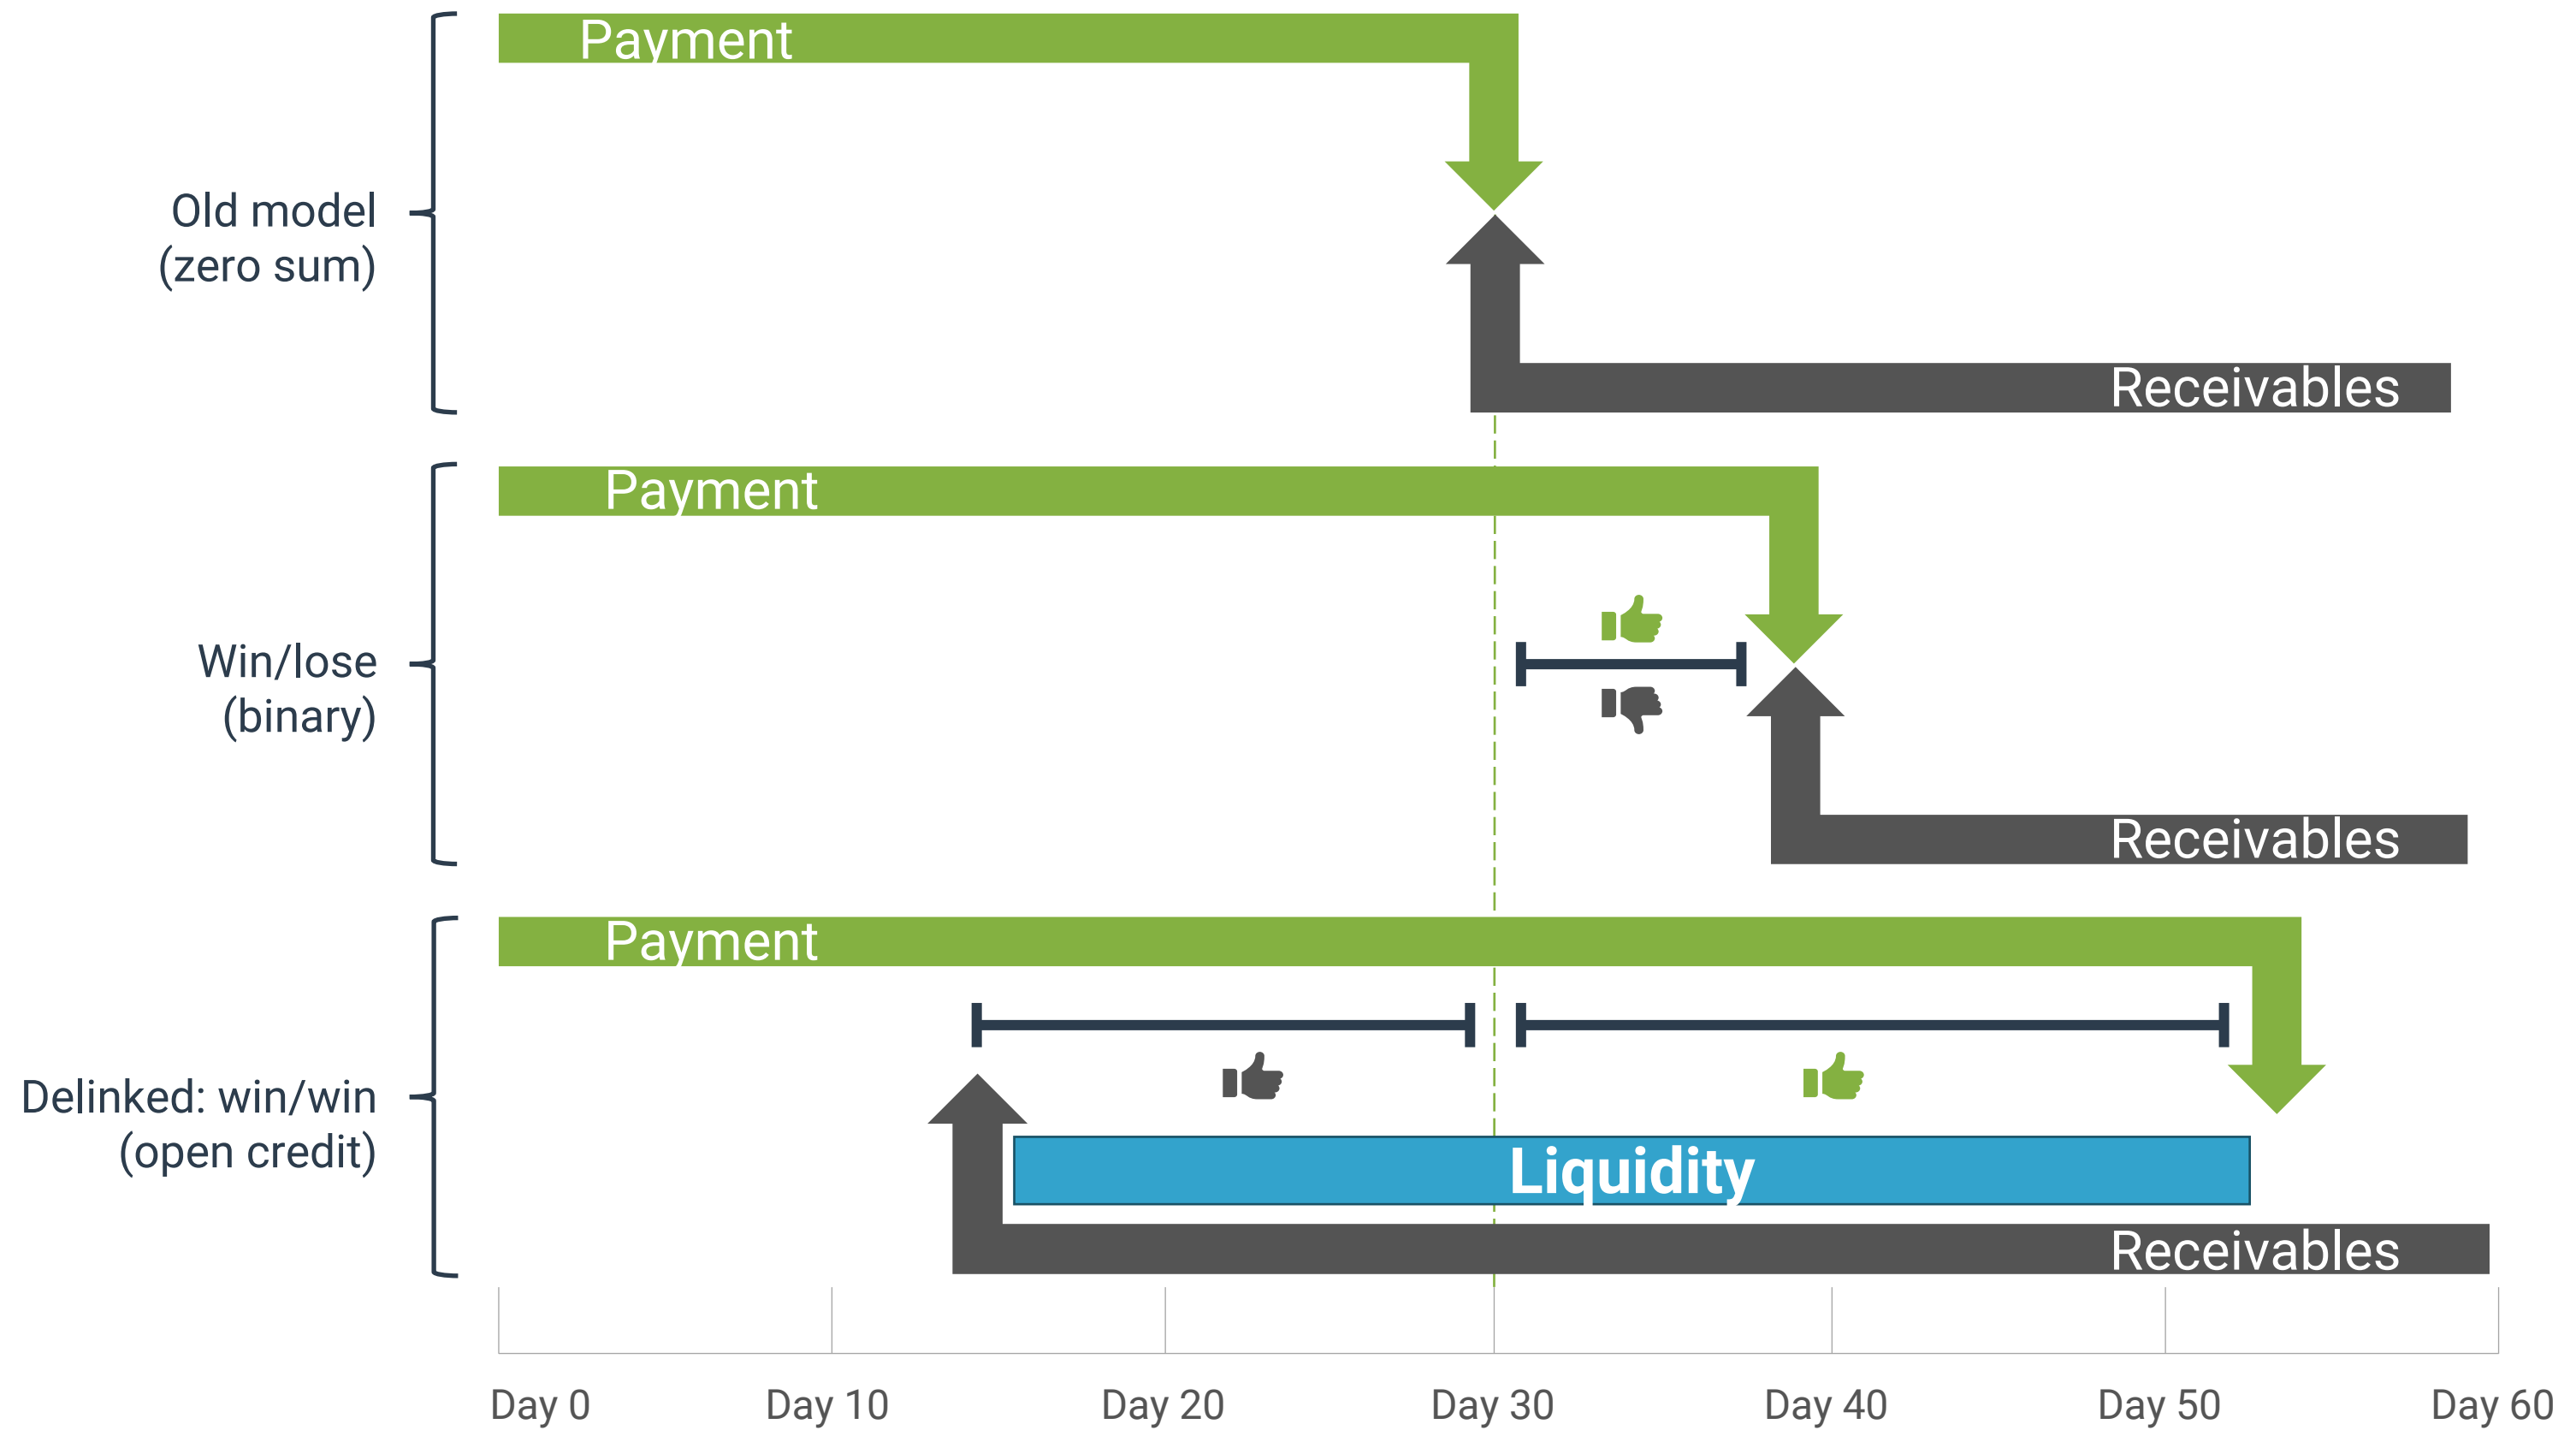 Payment
Old model
(zero sum)
Receivables
Payment
Win/lose
(binary)
Receivables
Payment
Delinked: win/win
(open credit)
Liquidity
Receivables
Day 0
Day 10
Day 20
Day 30
Day 40
Day 50
Day 60